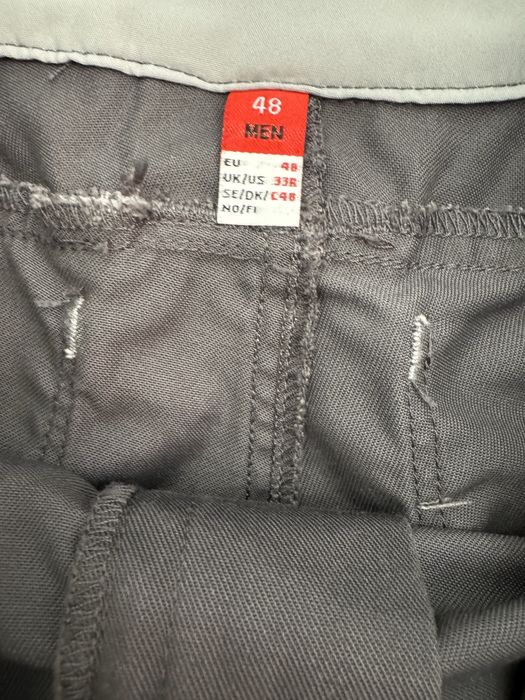 48
MEN
EU 48
UK/US 33R
SE/DK/ C48
NO/FI